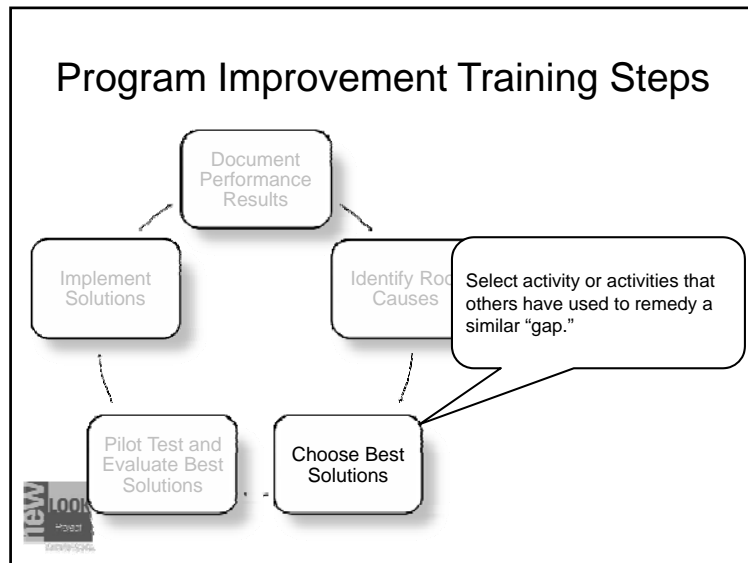 Program Improvement Training Steps
Document
Performance
Results
Identify
Causes
Select activity or activities that
others have used to remedy a
similar “gap.”
Choose Best
Solutions
Pilot Test and
Evaluate Best
Solutions
Implement
Solutions
new
LOOK
Project